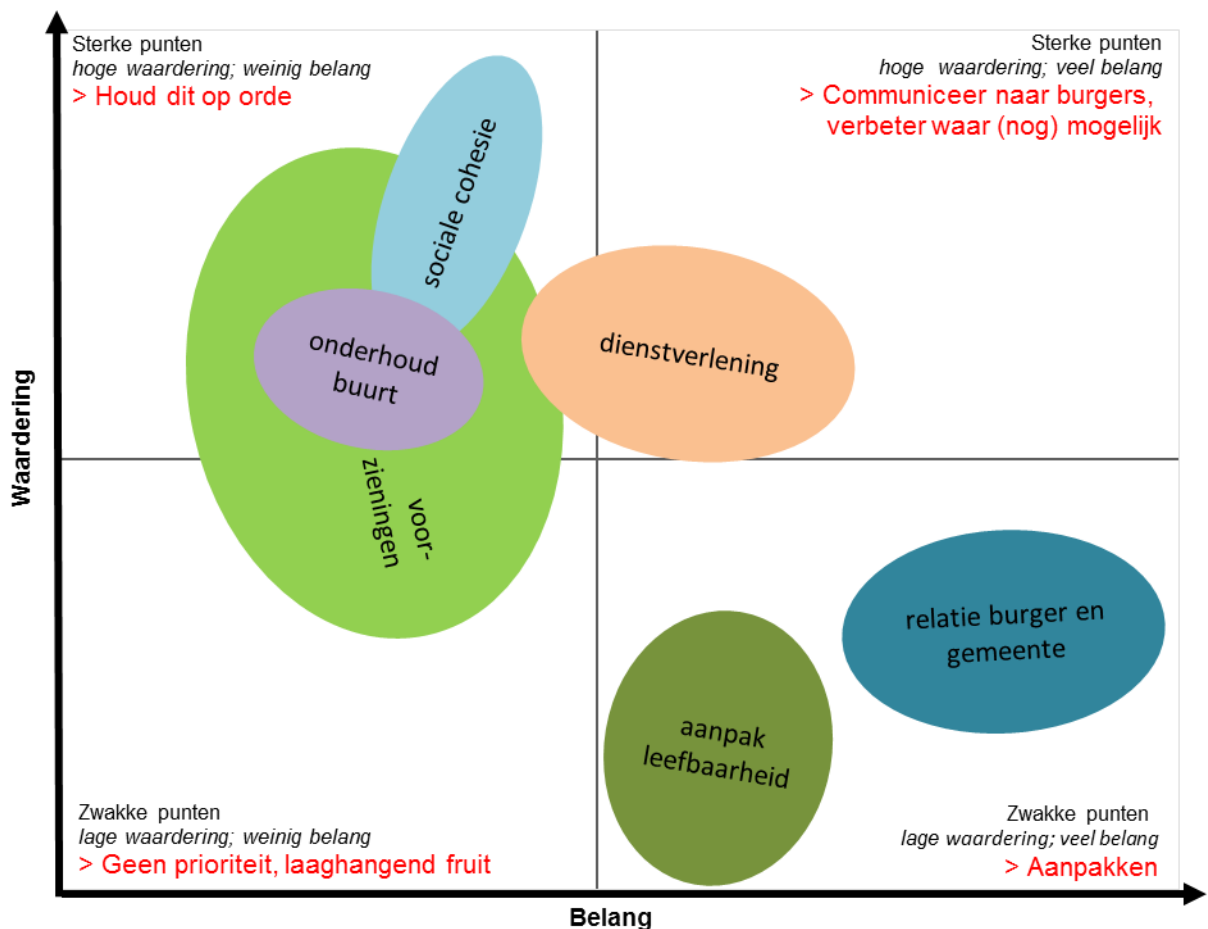 Sterke punten
hoge waardering; weinig belang
> Houd dit op orde
Sterke punten
hoge waardering; veel belang
> Communiceer naar burgers,
verbeter waar (nog) mogelijk
sociale cohesie
onderhoud
buurt
dienstverlening
voor-
zieningen
relatie burger en
gemeente
aanpak
leefbaarheid
Zwakke punten
lage waardering; weinig belang
> Geen prioriteit, laaghangend fruit
Zwakke punten
lage waardering; veel belang
> Aanpakken
Waardering
Belang